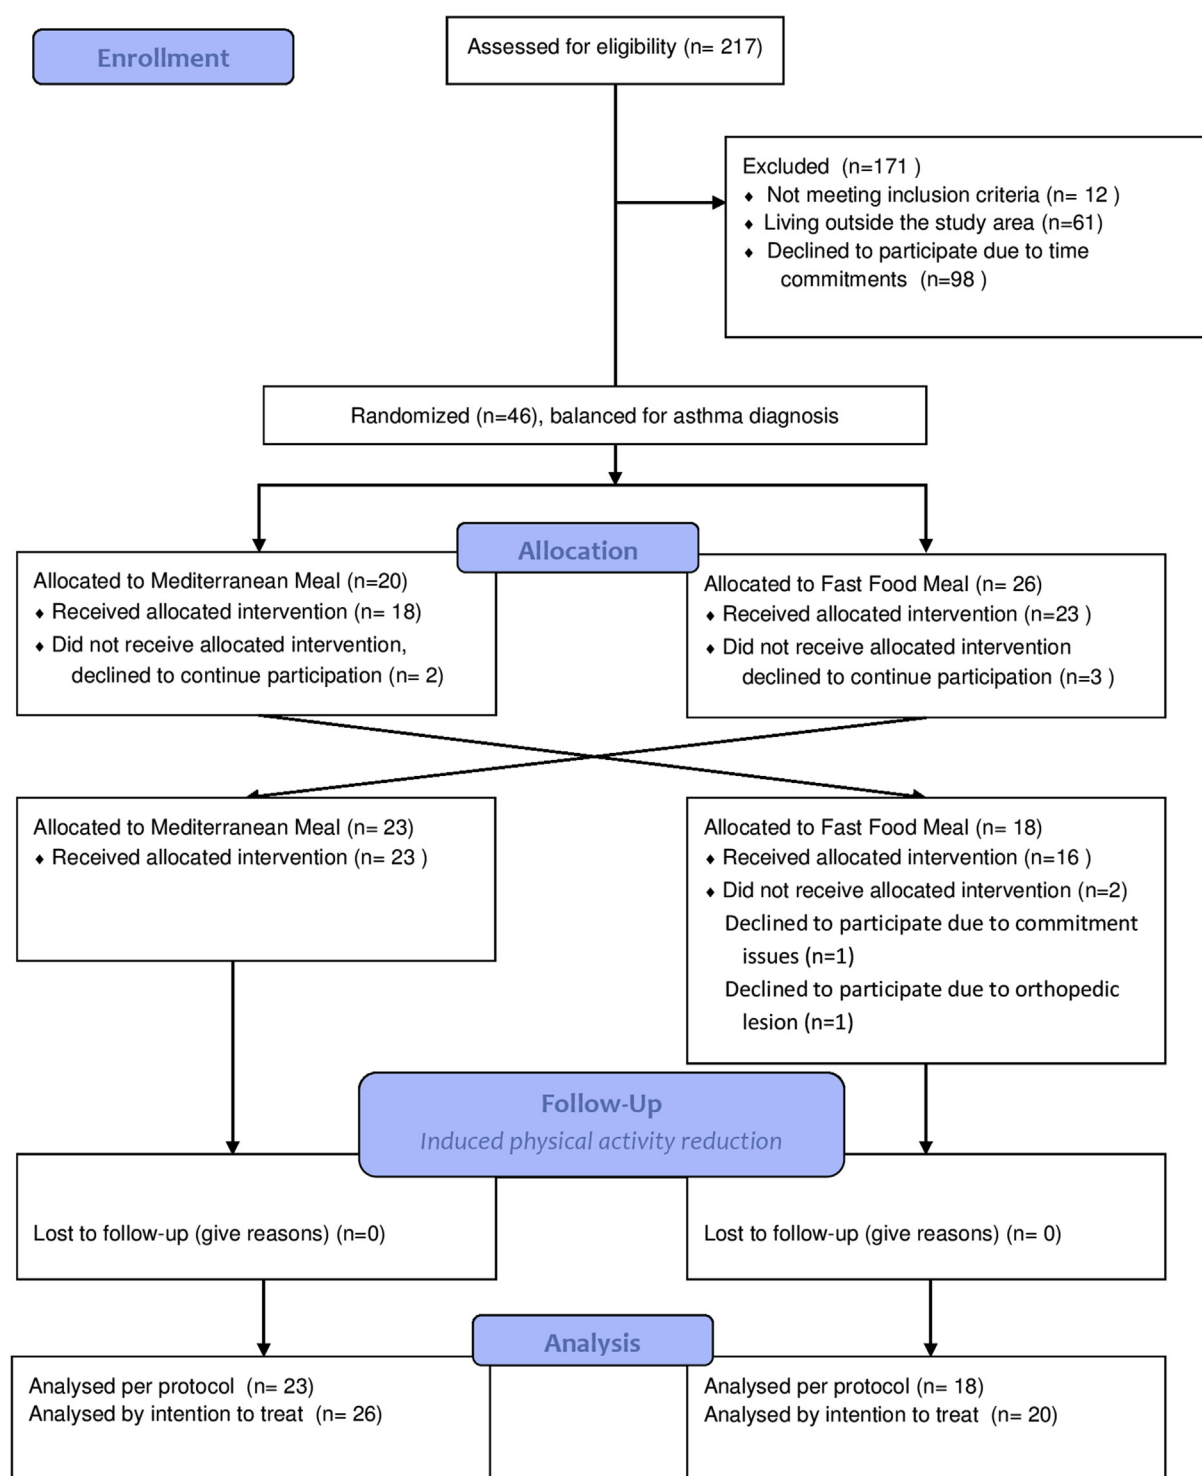 Enrollment
Assessed for eligibility (n= 217)
Excluded (n=171 )
♦ Not meeting inclusion criteria (n= 12 )
♦ Living outside the study area (n=61)
♦ Declined to participate due to time
commitments (n=98 )
Randomized (n=46), balanced for asthma diagnosis
Allocation
Allocated to Mediterranean Meal (n=20)
♦ Received allocated intervention (n= 18)
♦ Did not receive allocated intervention,
declined to continue participation (n= 2)
Allocated to Fast Food Meal (n= 26)
♦ Received allocated intervention (n=23 )
♦ Did not receive allocated intervention
declined to continue participation (n=3 )
Allocated to Mediterranean Meal (n= 23)
♦ Received allocated intervention (n= 23 )
Allocated to Fast Food Meal (n= 18)
♦ Received allocated intervention (n=16 )
♦ Did not receive allocated intervention (n=2)
Declined to participate due to commitment
issues (n=1)
Declined to participate due to orthopedic
lesion (n=1)
Follow-Up
Induced physical activity reduction
Lost to follow-up (give reasons) (n=0)
Lost to follow-up (give reasons) (n= 0)
Analysis
Analysed per protocol (n= 23)
Analysed by intention to treat (n= 26)
Analysed per protocol (n= 18)
Analysed by intention to treat (n= 20)